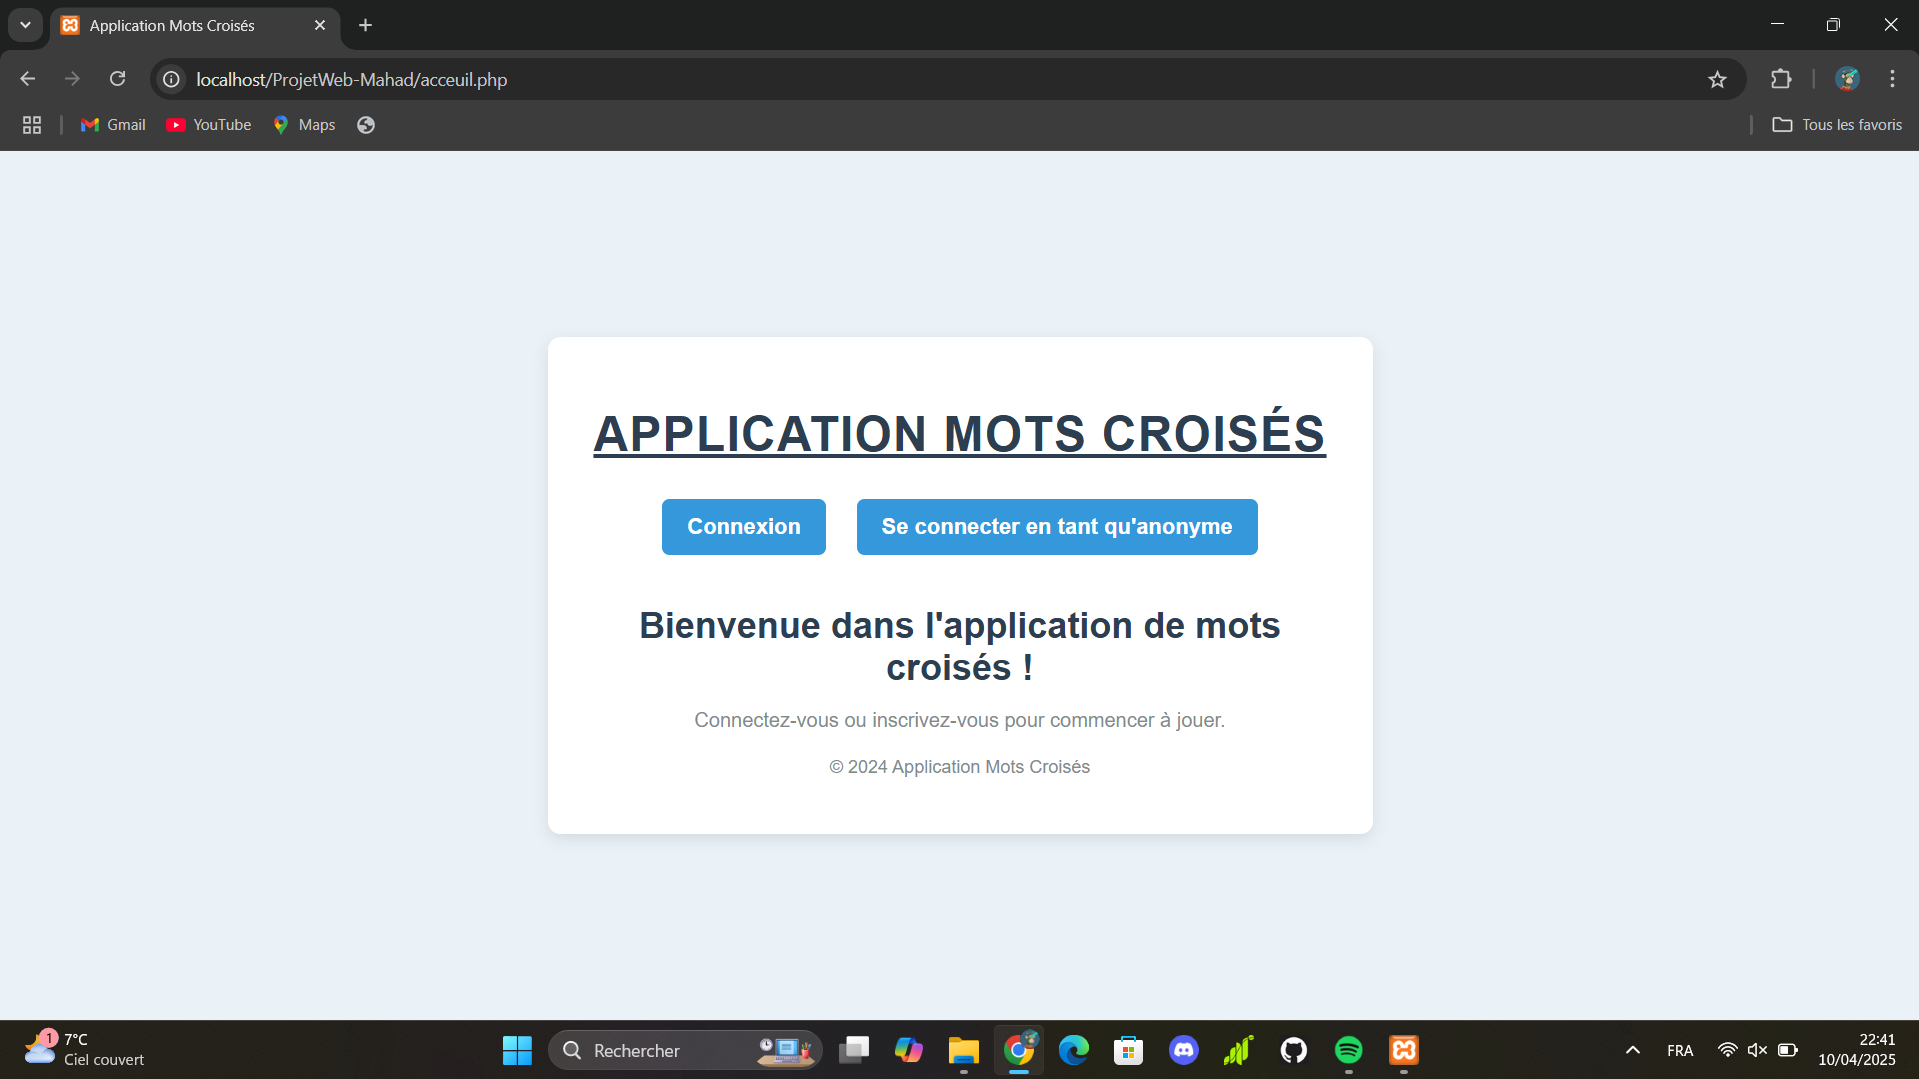 Application Mots Croisés
localhost/ProjetWeb-Mahad/acceuil.php
Gmail
YouTube
Maps
Tous les favoris
APPLICATION MOTS CROISÉS
Connexion
Se connecter en tant qu'anonyme
Bienvenue dans l'application de mots
croisés !
Connectez-vous ou inscrivez-vous pour commencer à jouer.
© 2024 Application Mots Croisés
1
7°C
Ciel couvert
Rechercher
FRA
22:41
10/04/2025